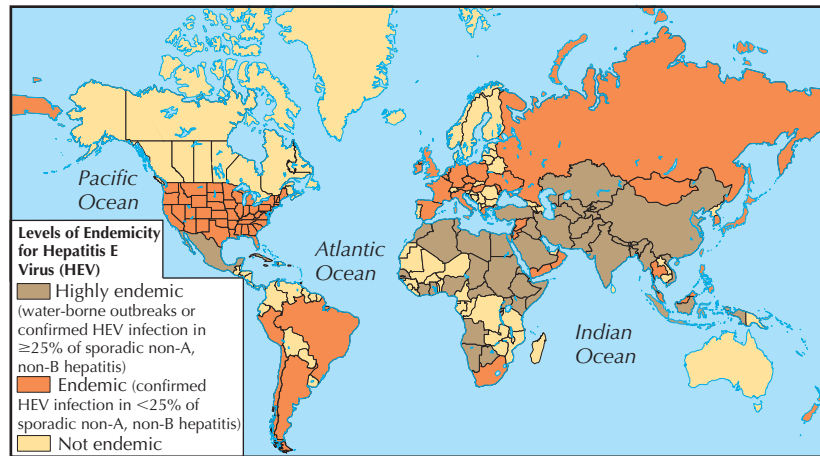 Pacific
Ocean
Atlantic
Ocean
Indian
Ocean
Levels of Endemicity
for Hepatitis E
Virus (HEV)
Highly endemic
(water-borne outbreaks or
confirmed HEV infection in
≥25% of sporadic non-A,
non-B hepatitis)
Endemic (confirmed
HEV infection in <25% of
sporadic non-A, non-B hepatitis)
Not endemic